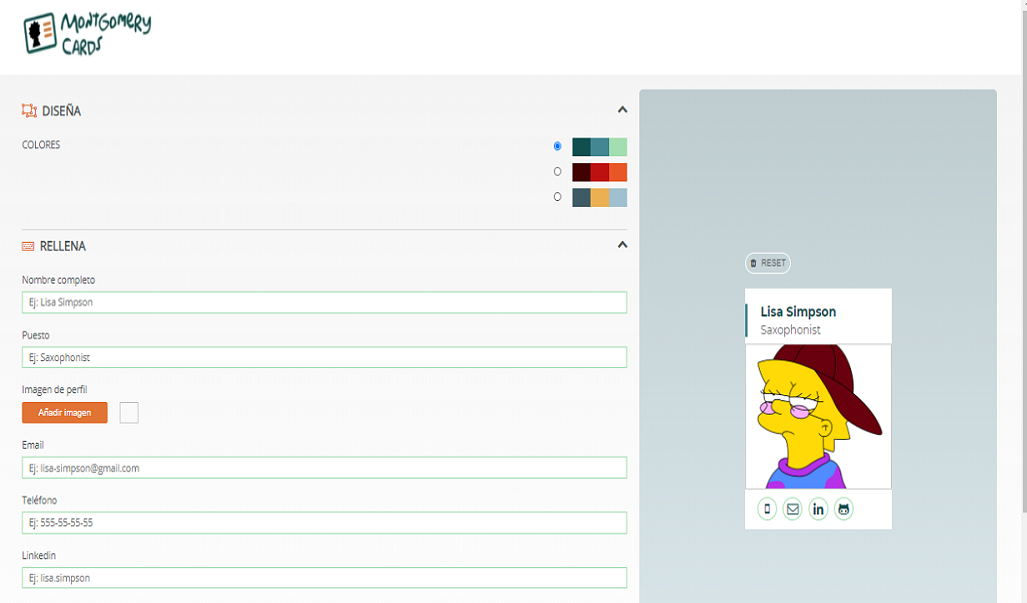 MONTGOMERY
CARDS
DISEÑA
COLORES
RELLENA
Nombre completo
Ej: Lisa Simpson
Puesto
Ej: Saxophonist
Imagen de perfil
Añadir imagen
Email
Ej: lisa-simpson@gmail.com
Teléfono
Ej: 555-55-55-55
Linkedin
Ej: lisa.simpson
RESET
Lisa Simpson
Saxophonist
in